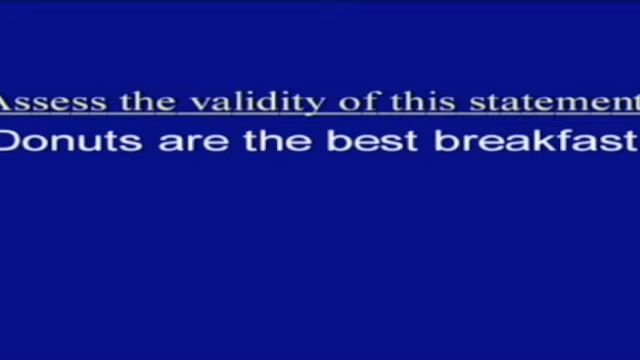 Assess the validity of this statement
Donuts are the best breakfast